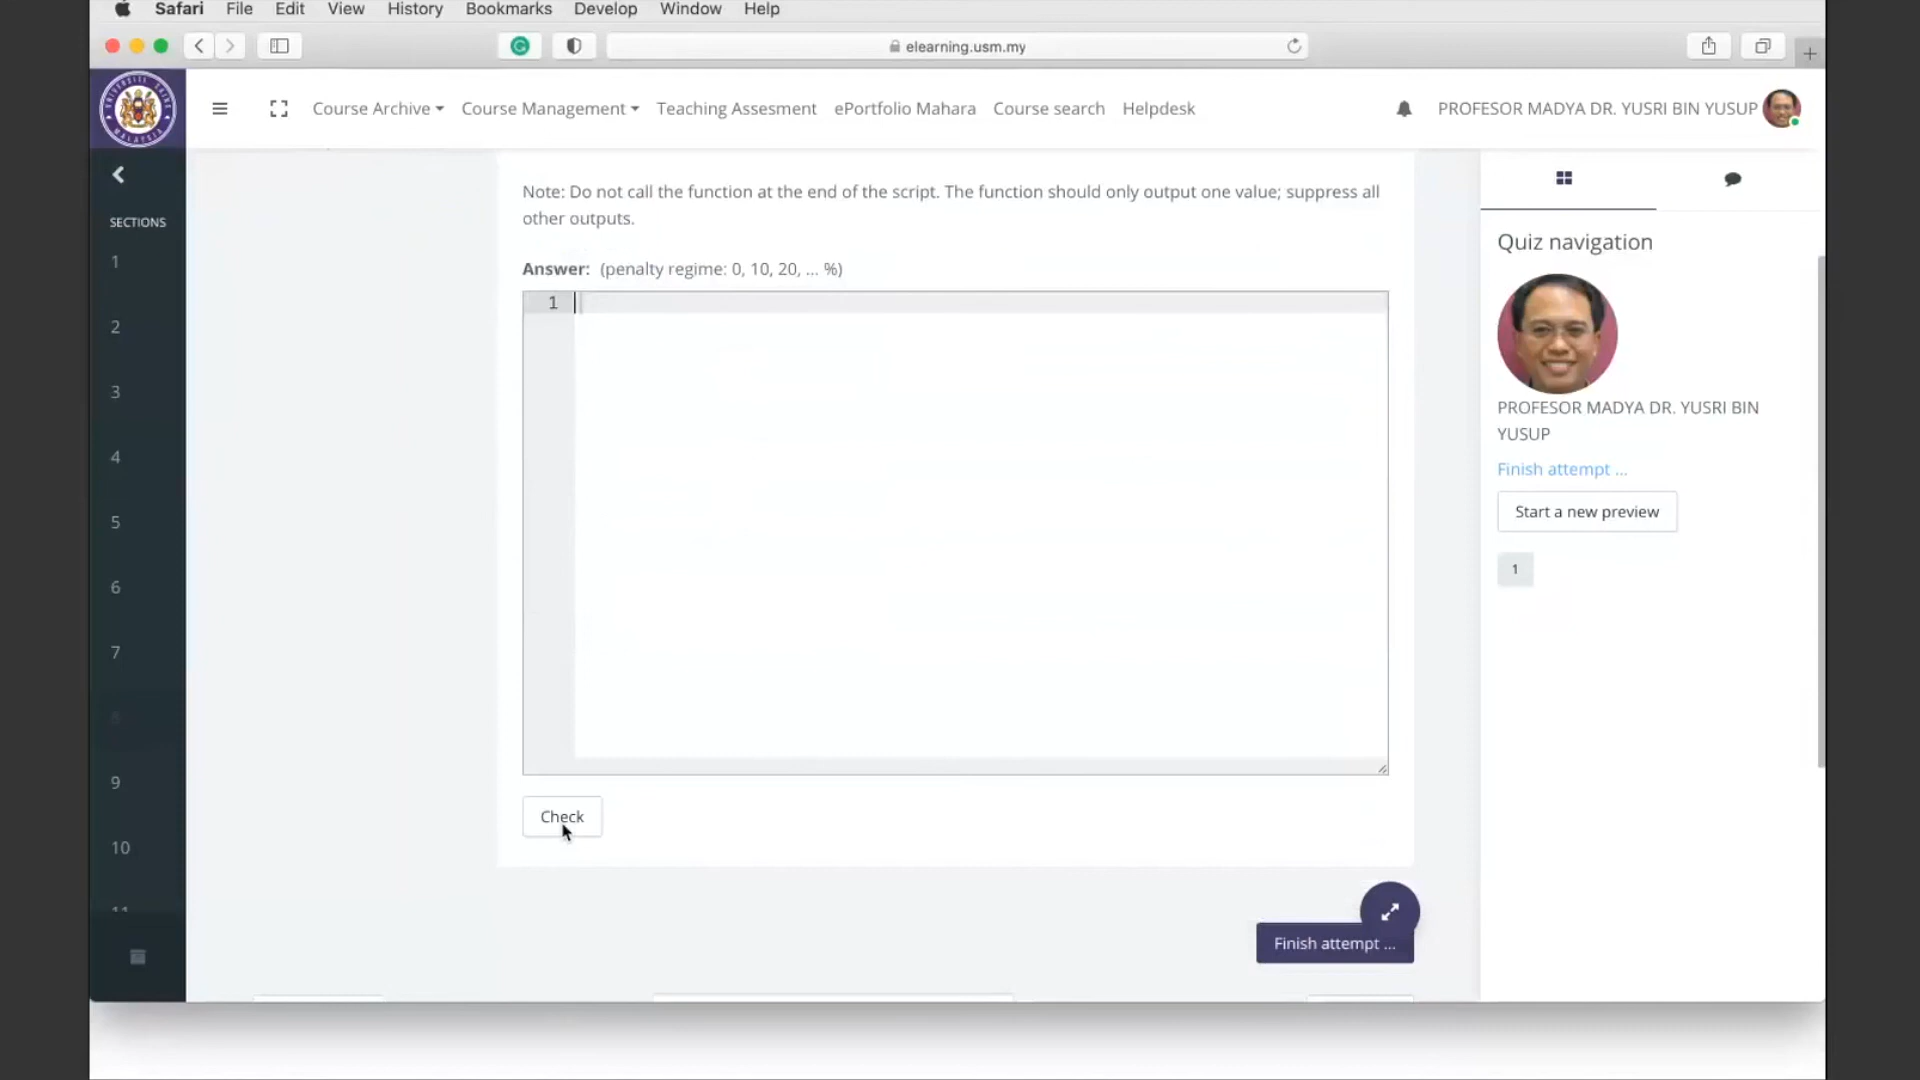 Safari File Edit View History Bookmarks Develop Window Help
elearning.usm.my
Course Archive Course Management Teaching Assesment ePortfolio Mahara Course search Helpdesk
PROFESOR MADYA DR. YUSRI BIN YUSUP
SECTIONS
1
2
3
4
5
6
7
8
9
10
11
Note: Do not call the function at the end of the script. The function should only output one value; suppress all
other outputs.
Answer: (penalty regime: 0, 10, 20, ... %)
1
Check
Finish attempt ...
Quiz navigation
PROFESOR MADYA DR. YUSRI BIN
YUSUP
Finish attempt ...
Start a new preview
1